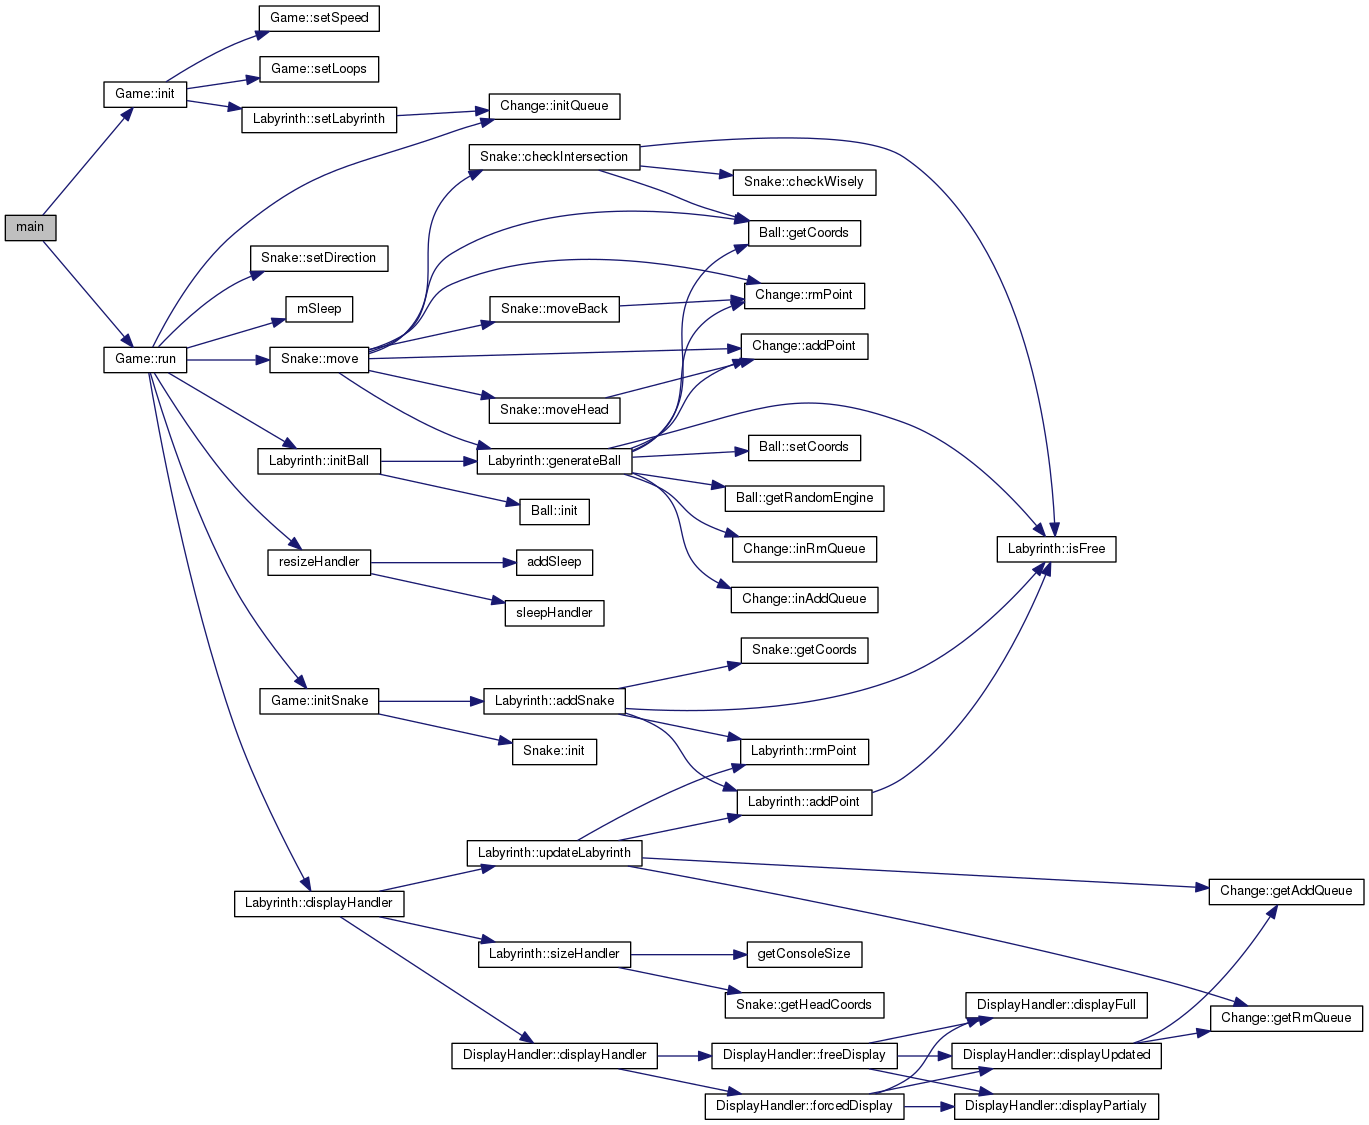 Game::setSpeed
Game::setLoops
Game::init
Change::initQueue
Labyrinth::setLabyrinth
Snake::checkIntersection
Snake::checkWisely
main
Ball::getCoords
Snake::setDirection
Change::rmPoint
mSleep
Snake::moveBack
Change::addPoint
Game::run
Snake::move
Snake::moveHead
Ball::setCoords
Labyrinth::initBall
Labyrinth::generateBall
Ball::getRandomEngine
Ball::init
Change::inRmQueue
Labyrinth::isFree
resizeHandler
addSleep
Change::inAddQueue
sleepHandler
Snake::getCoords
Game::initSnake
Labyrinth::addSnake
Snake::init
Labyrinth::rmPoint
Labyrinth::addPoint
Labyrinth::updateLabyrinth
Change::getAddQueue
Labyrinth::displayHandler
Labyrinth::sizeHandler
getConsoleSize
Snake::getHeadCoords
DisplayHandler::displayFull
Change::getRmQueue
DisplayHandler::displayHandler
DisplayHandler::freeDisplay
DisplayHandler::displayUpdated
DisplayHandler::forcedDisplay
DisplayHandler::displayPartialy